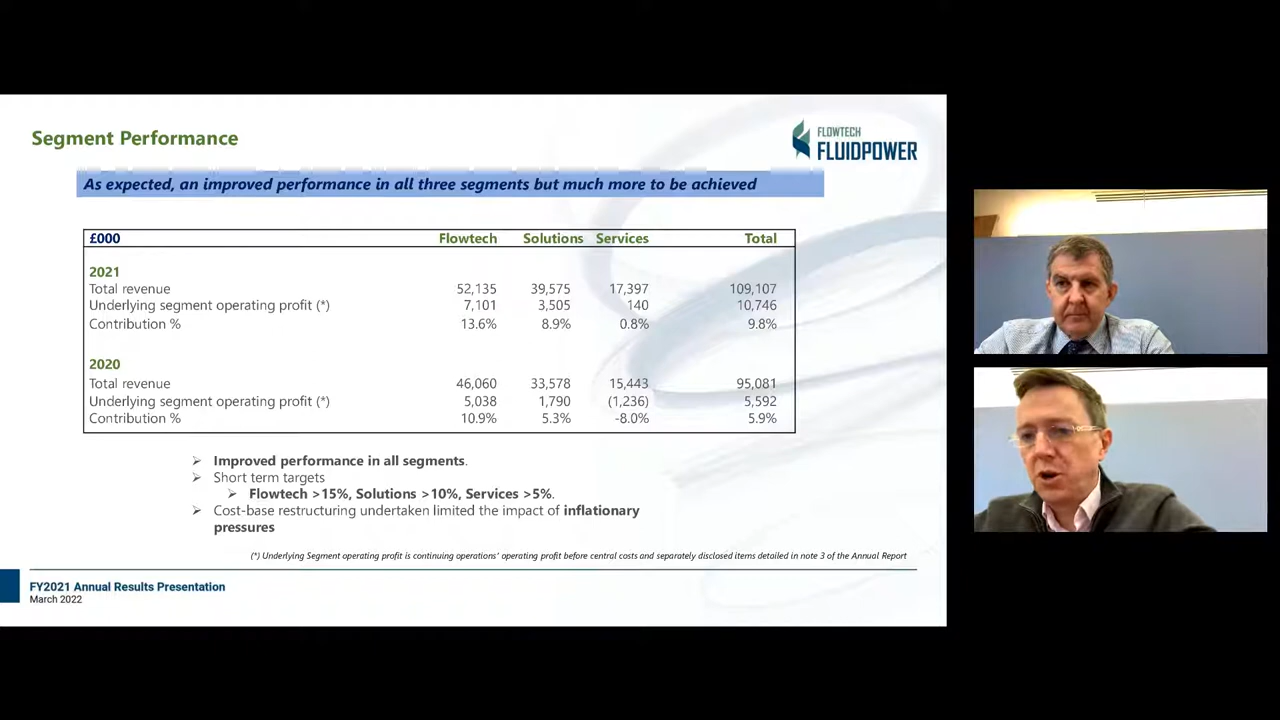 Segment Performance
FLOWTECH
FLUIDPOWER
As expected, an improved performance in all three segments but much more to be achieved
£000 Flowtech Solutions Services Total
2021
Total revenue 52,135 39,575 17,397 109,107
Underlying segment operating profit (*) 7,101 3,505 140 10,746
Contribution % 13.6% 8.9% 0.8% 9.8%
2020
Total revenue 46,060 33,578 15,443 95,081
Underlying segment operating profit (*) 5,038 1,790 (1,236) 5,592
Contribution % 10.9% 5.3% -8.0% 5.9%
➢ Improved performance in all segments.
➢ Short term targets
➢ Flowtech >15%, Solutions >10%, Services >5%.
➢ Cost-base restructuring undertaken limited the impact of inflationary
pressures
(*) Underlying Segment operating profit is continuing operations' operating profit before central costs and separately disclosed items detailed in note 3 of the Annual Report
FY2021 Annual Results Presentation
March 2022